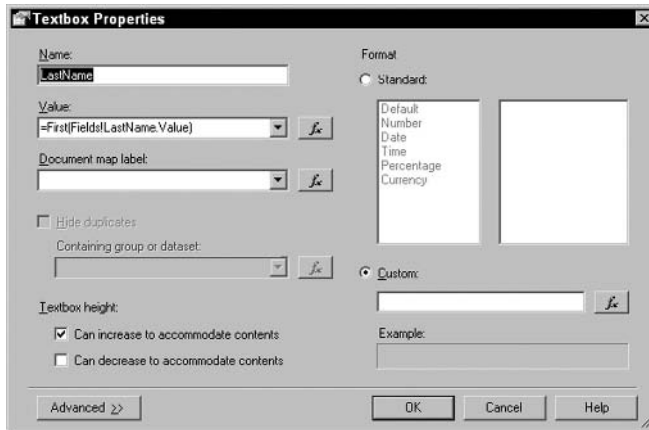 Textbox Properties
Name:
LastName
Value:
=First(Fields!LastName.Value)
fx
Document map label:
fx
Hide duplicates
Containing group or dataset:
fx
Textbox height:
Can increase to accommodate contents
Can decrease to accommodate contents
Format
Standard:
Default
Number
Date
Time
Percentage
Currency
Custom:
fx
Example:
Advanced >>
OK
Cancel
Help